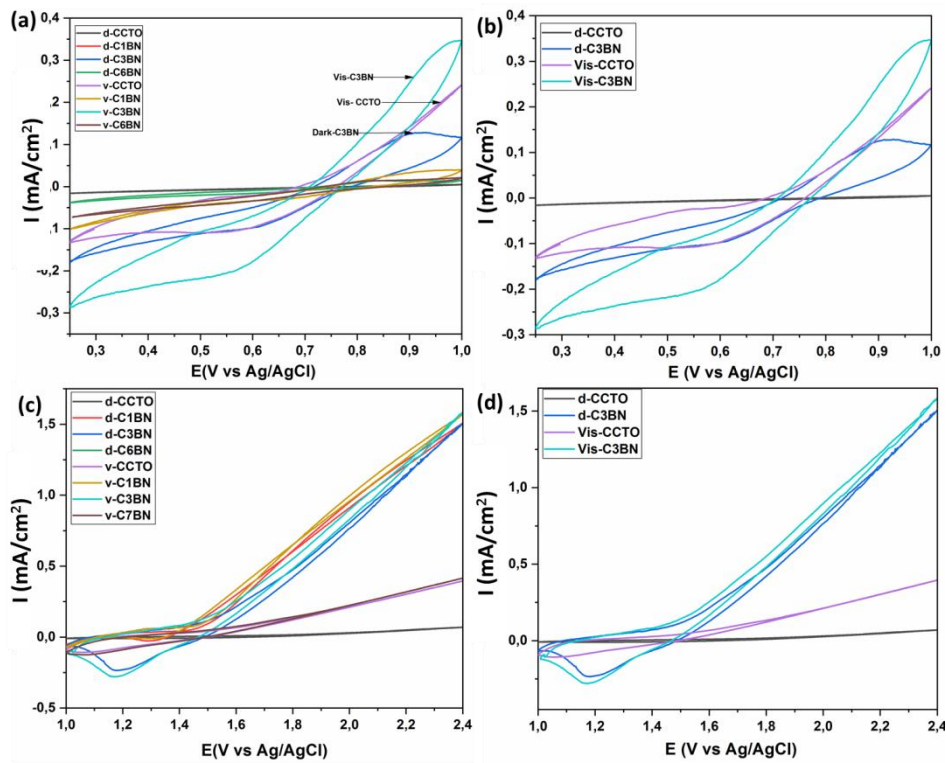 (a)
d-CCTO
d-C1BN
d-C3BN
d-C6BN
v-CCTO
v-C1BN
v-C3BN
v-C6BN
Vis-C3BN
Vis- CCTO
Dark-C3BN
I (mA/cm²)
0,4
0,3
0,2
0,1
,0
-0,1
-0,2
-0,3
0,3 0,4 0,5 0,6 0,7 0,8 0,9 1,0
E(V vs Ag/AgCl)
(b)
d-CCTO
d-C3BN
Vis-CCTO
Vis-C3BN
I (mA/cm²)
0,4
0,3
0,2
0,1
0,0
-0,1
-0,2
-0,3
0,3 0,5 0,6 0,7 0,8 0,9 1,0
E (V vs Ag/AgCl)
(c)
d-CCTO
d-C1BN
d-C3BN
d-C6BN
v-CCTO
v-C1BN
v-C3BN
v-C7BN
I (mA/cm²)
1,5
1,0
0,5
0,0
-0,5
1,0 1,2 1,4 1,6 1,8 2,0 2,2 2,4
E(V vs Ag/AgCl)
(d)
d-CCTO
d-C3BN
Vis-CCTO
Vis-C3BN
I (mA/cm²)
1,5
1,0
0,5
0,0
1,0 1,2 1,4 1,6 1,8 2,0 2,2 2,4
E (V vs Ag/AgCl)